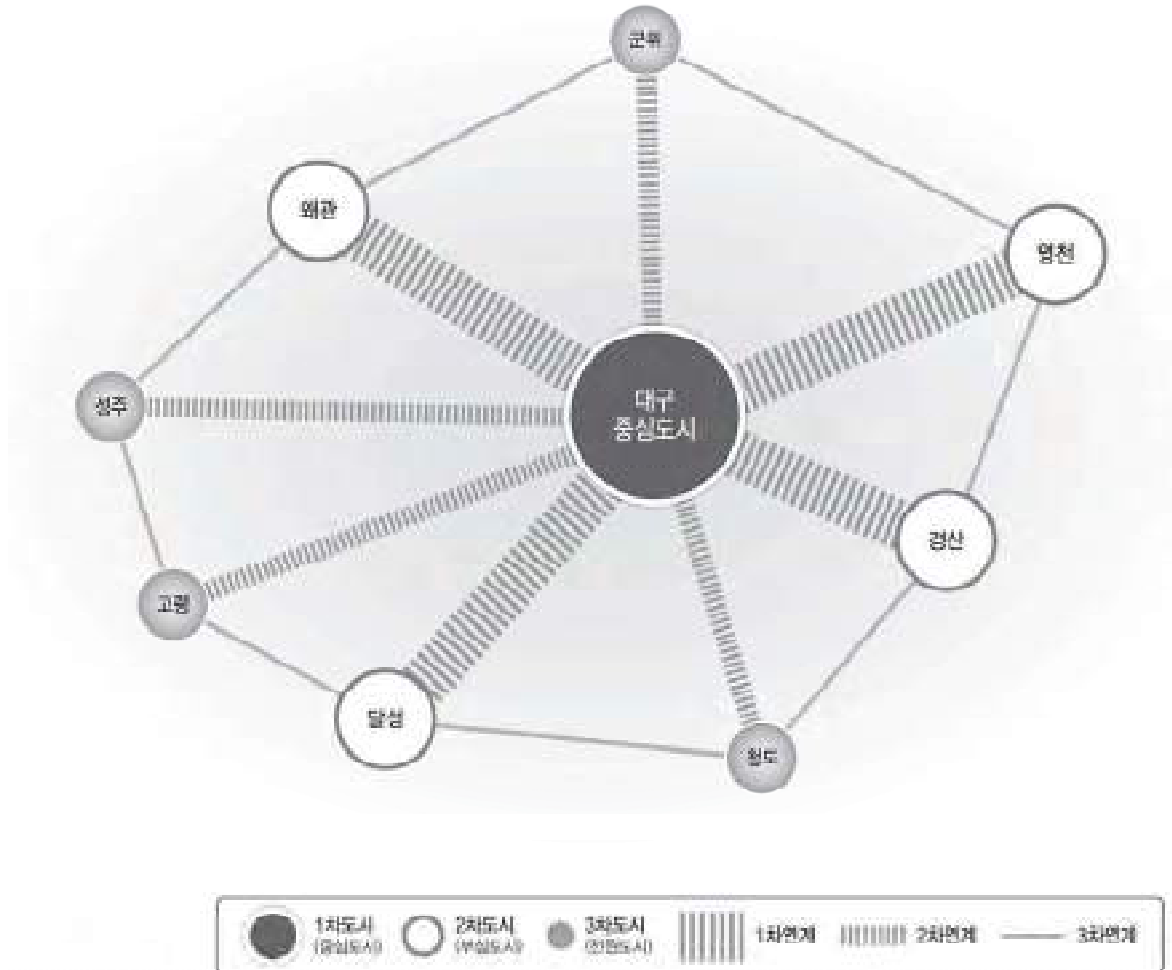 군위
왜관
영천
성주
대구
중심도시
경산
고령
달성
청도
1차도시
(중심도시)
2차도시
(부심도시)
3차도시
(전원도시)
1차연계
2차연계
3차연계